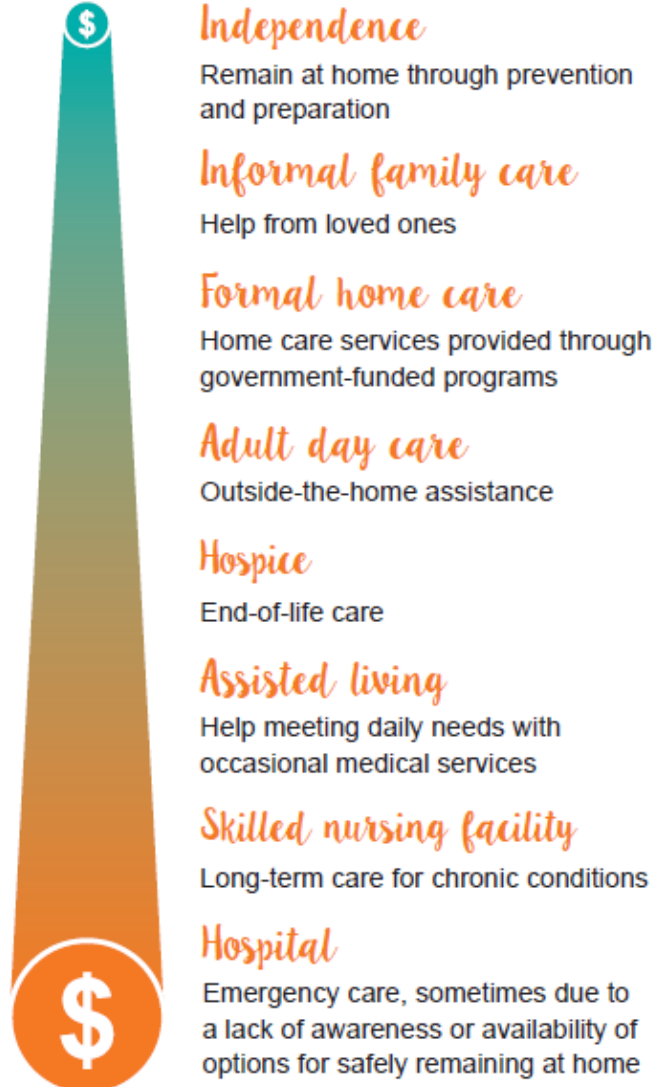 $
Independence
Remain at home through prevention
and preparation
Informal family care
Help from loved ones
Formal home care
Home care services provided through
government-funded programs
Adult day care
Outside-the-home assistance
Hospice
End-of-life care
Assisted living
Help meeting daily needs with
occasional medical services
Skilled nursing facility
Long-term care for chronic conditions
Hospital
Emergency care, sometimes due to
a lack of awareness or availability of
options for safely remaining at home
$